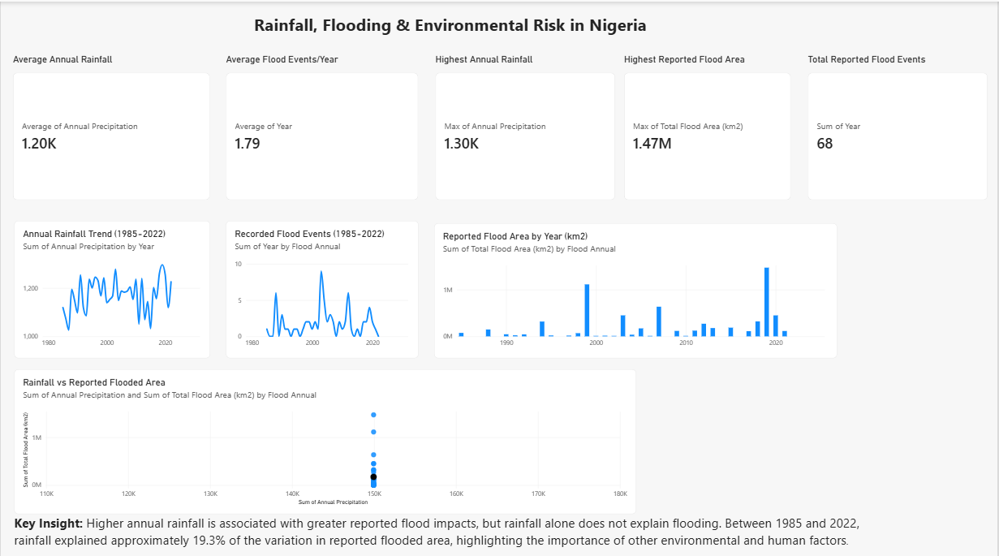 Rainfall, Flooding & Environmental Risk in Nigeria
Average Annual Rainfall
Average Flood Events/Year
Highest Annual Rainfall
Highest Reported Flood Area
Total Reported Flood Events
Average of Annual Precipitation
1.20K
Average of Year
1.79
Max of Annual Precipitation
1.30K
Max of Total Flood Area (km2)
1.47M
Sum of Year
68
Annual Rainfall Trend (1985-2022)
Sum of Annual Precipitation by Year
1,200
1,000
1980
2000
2020
Recorded Flood Events (1985-2022)
Sum of Year by Flood Annual
10
5
0
1980
2000
2020
Reported Flood Area by Year (km2)
Sum of Total Flood Area (km2) by Flood Annual
1M
0M
1990
2000
2010
2020
Rainfall vs Reported Flooded Area
Sum of Annual Precipitation and Sum of Total Flood Area (km2) by Flood Annual
Sum of Total Flood Area (km2)
1M
0M
110K
120K
130K
140K
150K
160K
170K
180K
Sum of Annual Precipitation
Key Insight: Higher annual rainfall is associated with greater reported flood impacts, but rainfall alone does not explain flooding. Between 1985 and 2022,
rainfall explained approximately 19.3% of the variation in reported flooded area, highlighting the importance of other environmental and human factors.